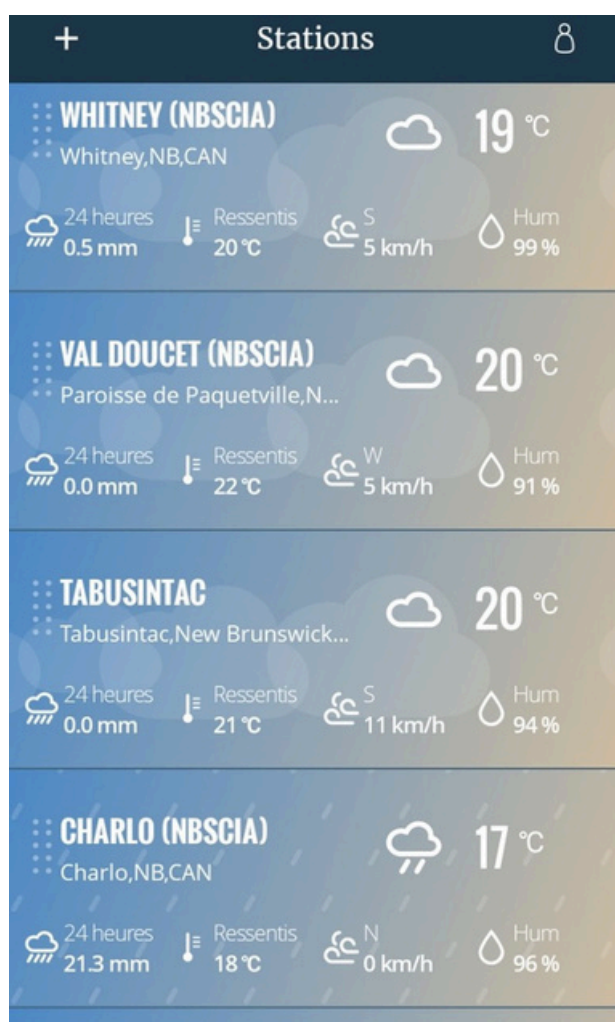 + Stations
WHITNEY (NBSCIA) 19 °C
Whitney,NB,CAN
24 heures Ressentis S Hum
0.5 mm 20 °C 5 km/h 99 %
VAL DOUCET (NBSCIA) 20 °C
Paroisse de Paquetville,N...
24 heures Ressentis W Hum
0.0 mm 22 °C 5 km/h 91 %
TABUSINTAC 20 °C
Tabusintac,New Brunswick...
24 heures Ressentis S Hum
0.0 mm 21 °C 11 km/h 94 %
CHARLO (NBSCIA) 17 °C
Charlo,NB,CAN
24 heures Ressentis N Hum
21.3 mm 18 °C 0 km/h 96 %